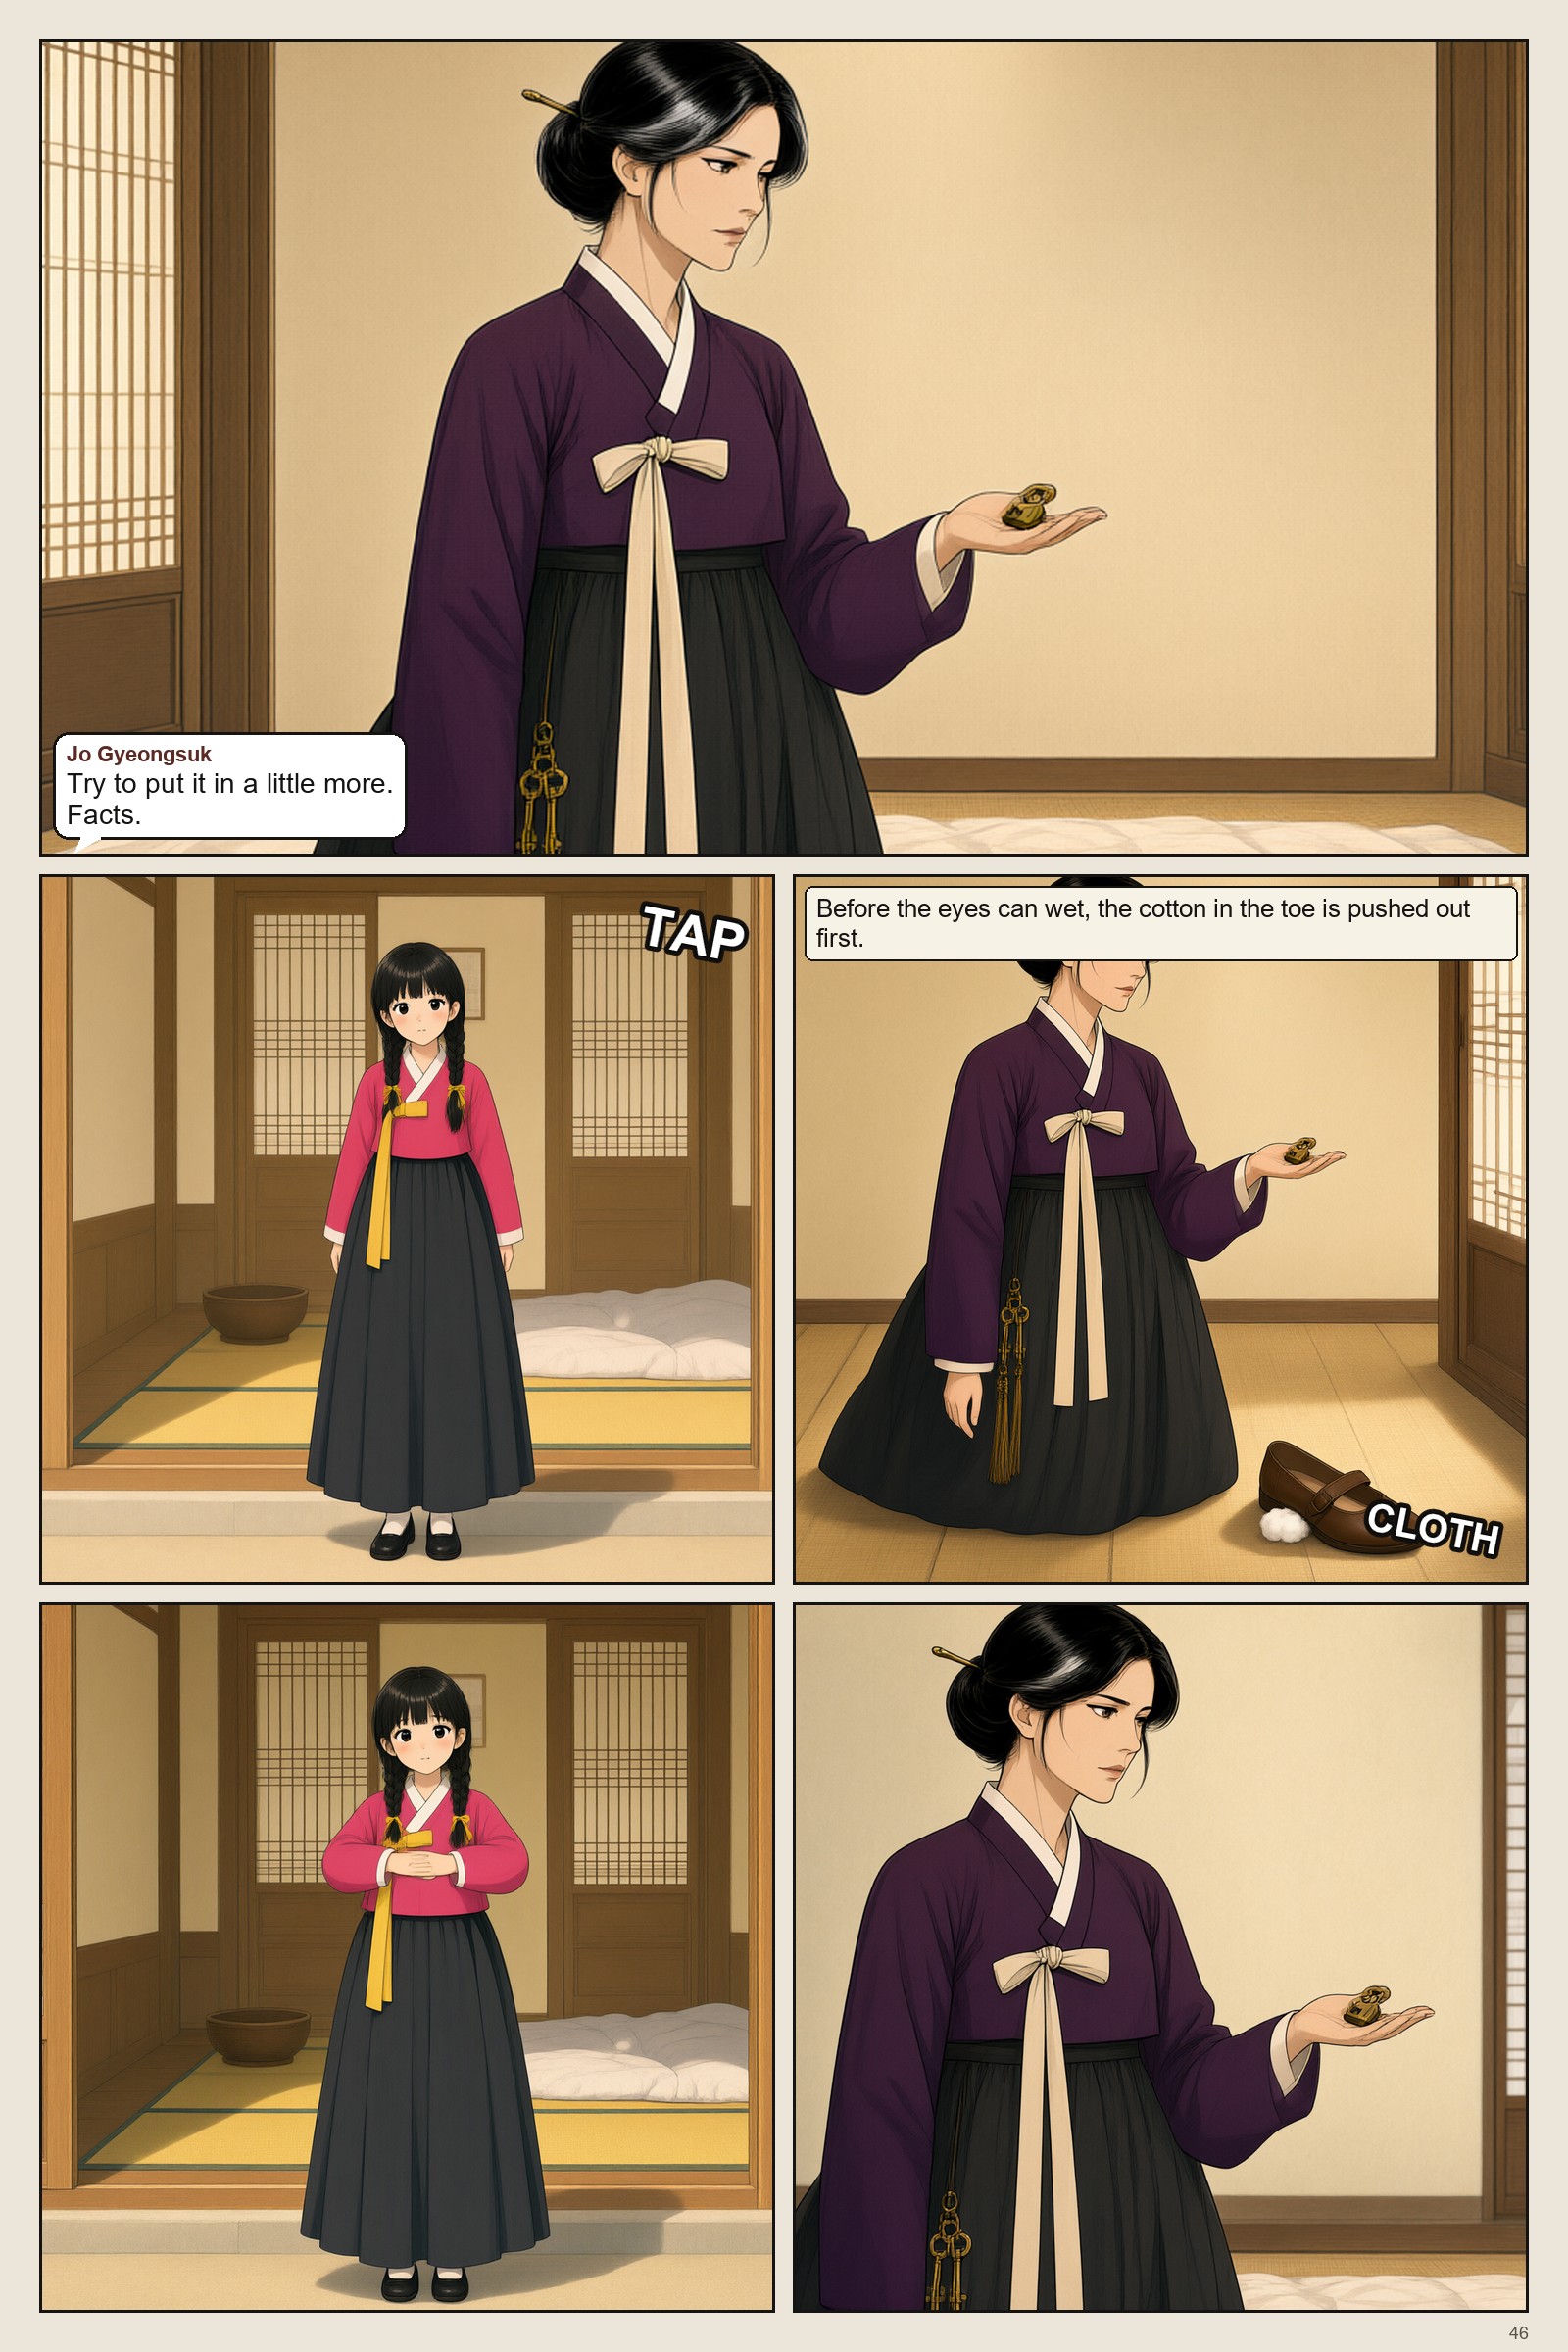 Jo Gyeongsuk
Try to put it in a little more.
Facts.
TAP
Before the eyes can wet, the cotton in the toe is pushed out
first.
CLOTH
46